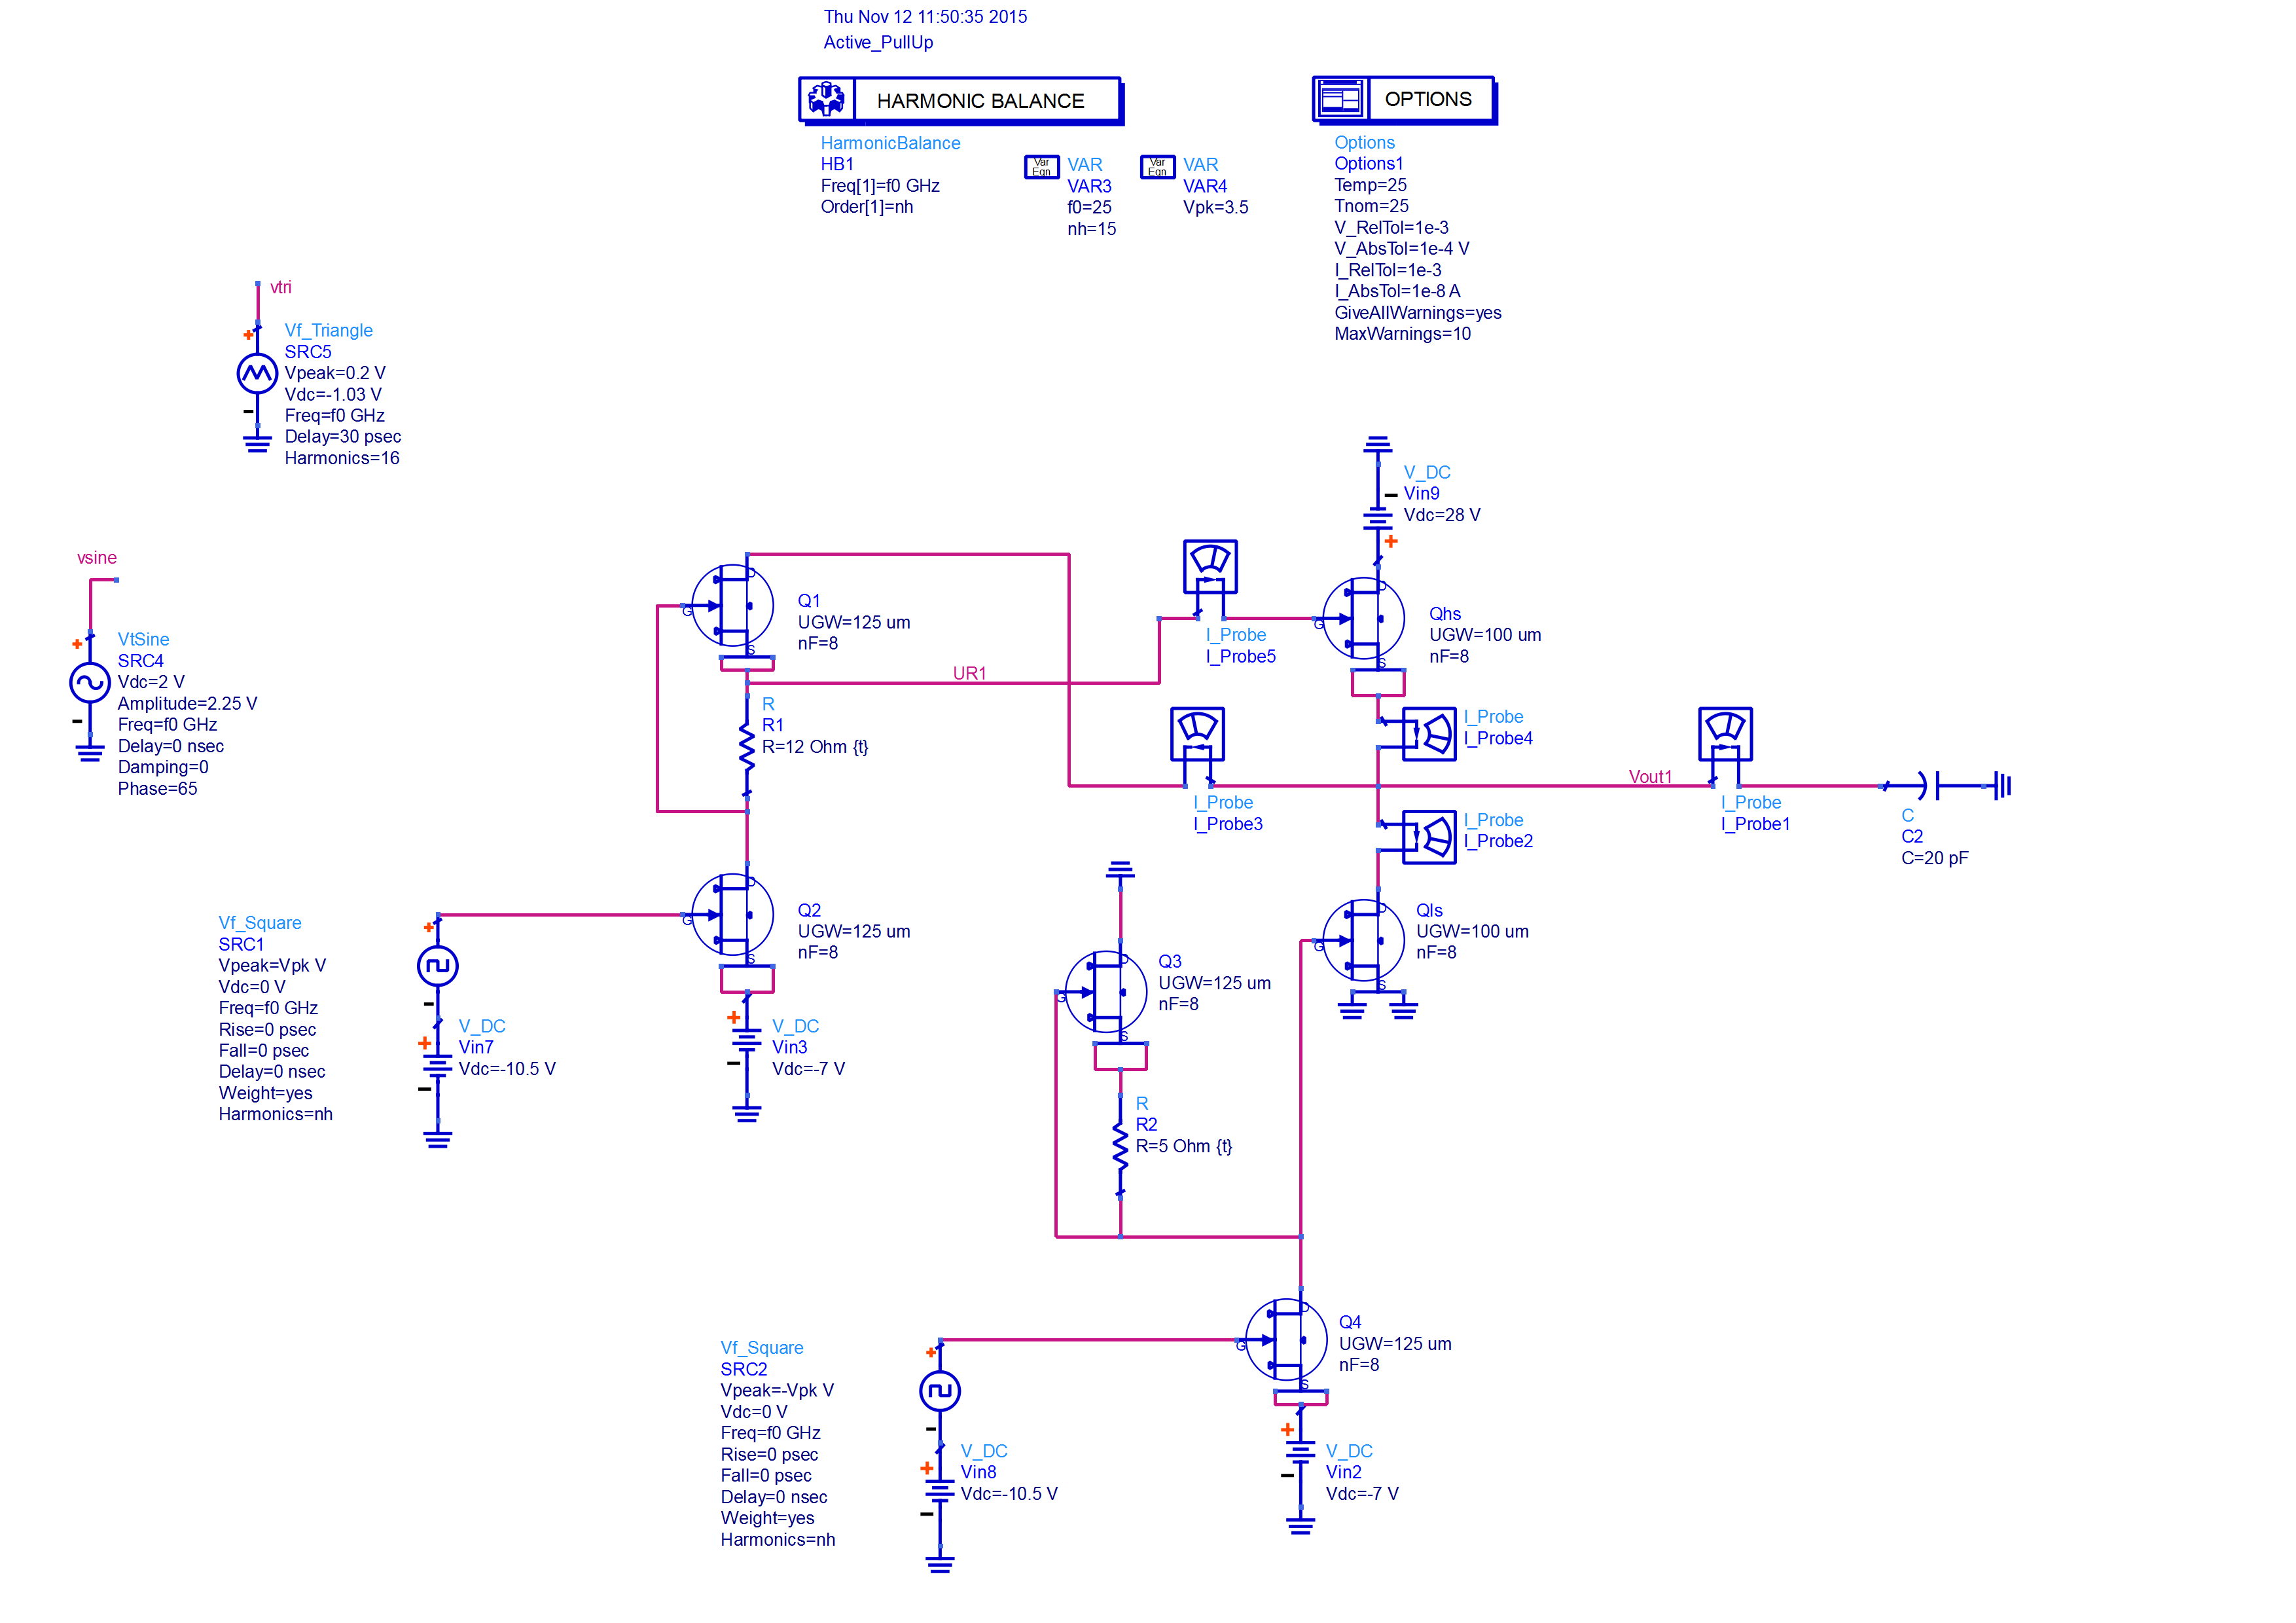 Thu Nov 12 11:50:35 2015
Active_PullUp
HARMONIC BALANCE
HarmonicBalance
HB1
Freq[1]=f0 GHz
Order[1]=nh
Var
Eqn
VAR
VAR3
f0=25
nh=15
Var
Eqn
VAR
VAR4
Vpk=3.5
OPTIONS
Options
Options1
Temp=25
Tnom=25
V_RelTol=1e-3
V_AbsTol=1e-4 V
I_RelTol=1e-3
I_AbsTol=1e-8 A
GiveAllWarnings=yes
MaxWarnings=10
vtri
+
Vf_Triangle
SRC5
Vpeak=0.2 V
Vdc=-1.03 V
Freq=f0 GHz
Delay=30 psec
Harmonics=16
vsine
+
VtSine
SRC4
Vdc=2 V
Amplitude=2.25 V
Freq=f0 GHz
Delay=0 nsec
Damping=0
Phase=65
V_DC
Vin9
Vdc=28 V
+
D
G
S
Q1
UGW=125 um
nF=8
I_Probe
I_Probe5
D
G
S
Qhs
UGW=100 um
nF=8
UR1
R
R1
R=12 Ohm {t}
I_Probe
I_Probe4
I_Probe
I_Probe3
Vout1
I_Probe
I_Probe1
I_Probe
I_Probe2
C
C2
C=20 pF
D
G
S
Q2
UGW=125 um
nF=8
Vf_Square
SRC1
Vpeak=Vpk V
Vdc=0 V
Freq=f0 GHz
Rise=0 psec
Fall=0 psec
Delay=0 nsec
Weight=yes
Harmonics=nh
+
+
V_DC
Vin7
Vdc=-10.5 V
+
V_DC
Vin3
Vdc=-7 V
D
G
S
Q3
UGW=125 um
nF=8
D
G
S
Qls
UGW=100 um
nF=8
R
R2
R=5 Ohm {t}
D
G
S
Q4
UGW=125 um
nF=8
Vf_Square
SRC2
Vpeak=-Vpk V
Vdc=0 V
Freq=f0 GHz
Rise=0 psec
Fall=0 psec
Delay=0 nsec
Weight=yes
Harmonics=nh
+
+
V_DC
Vin8
Vdc=-10.5 V
+
V_DC
Vin2
Vdc=-7 V